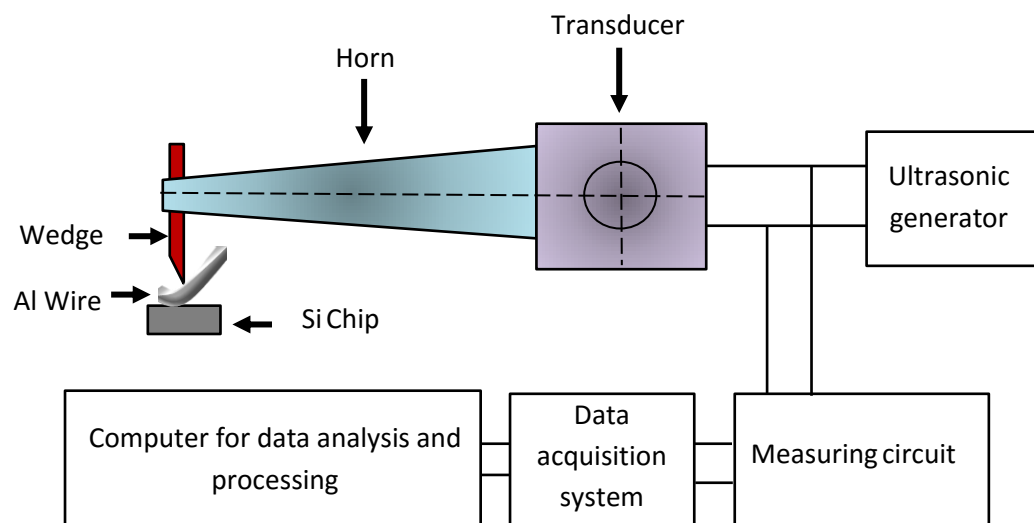 Transducer
Horn
Ultrasonic
generator
Wedge
Al Wire
Si Chip
Computer for data analysis and
processing
Data
acquisition
system
Measuring circuit